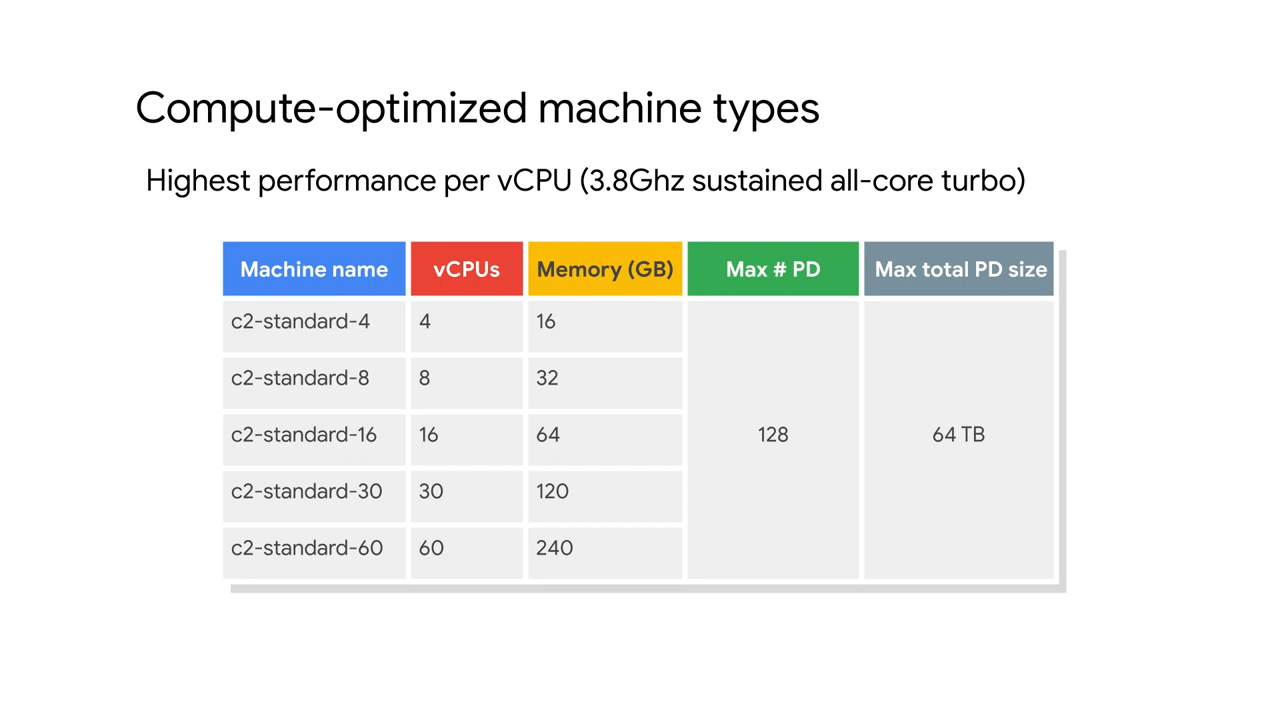 Compute-optimized machine types
Highest performance per vCPU (3.8Ghz sustained all-core turbo)
Machine name vCPUs Memory (GB) Max # PD Max total PD size
c2-standard-4 4 16
c2-standard-8 8 32
c2-standard-16 16 64 128 64 TB
c2-standard-30 30 120
c2-standard-60 60 240